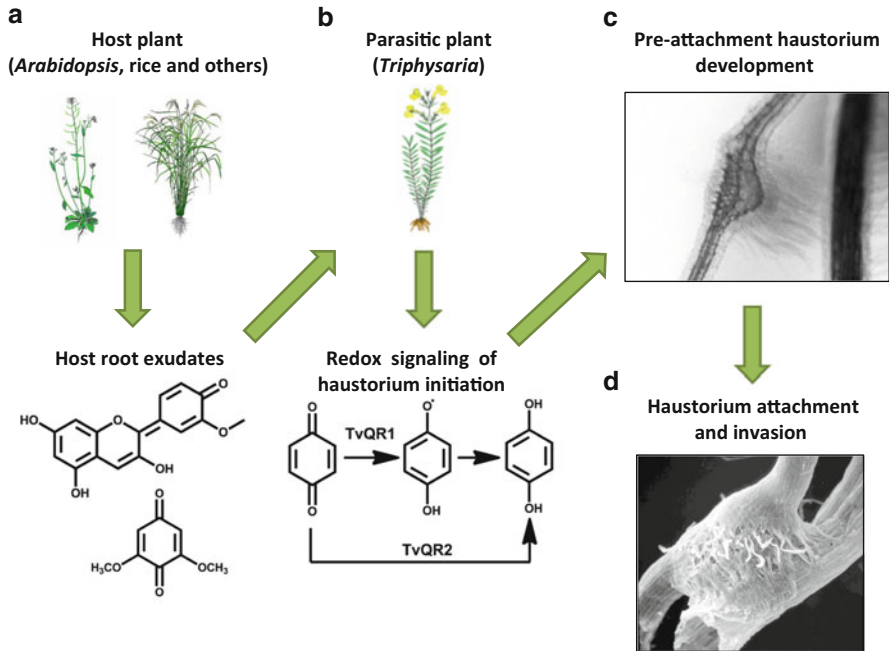 a
Host plant
(Arabidopsis, rice and others)
Host root exudates
O
O
HO
O
OH
OH
O
H₃CO
OCH₃
O
b
Parasitic plant
(Triphysaria)
Redox signaling of
haustorium initiation
O
O
TvQR1
O•
OH
OH
OH
TvQR2
c
Pre-attachment haustorium
development
d
Haustorium attachment
and invasion